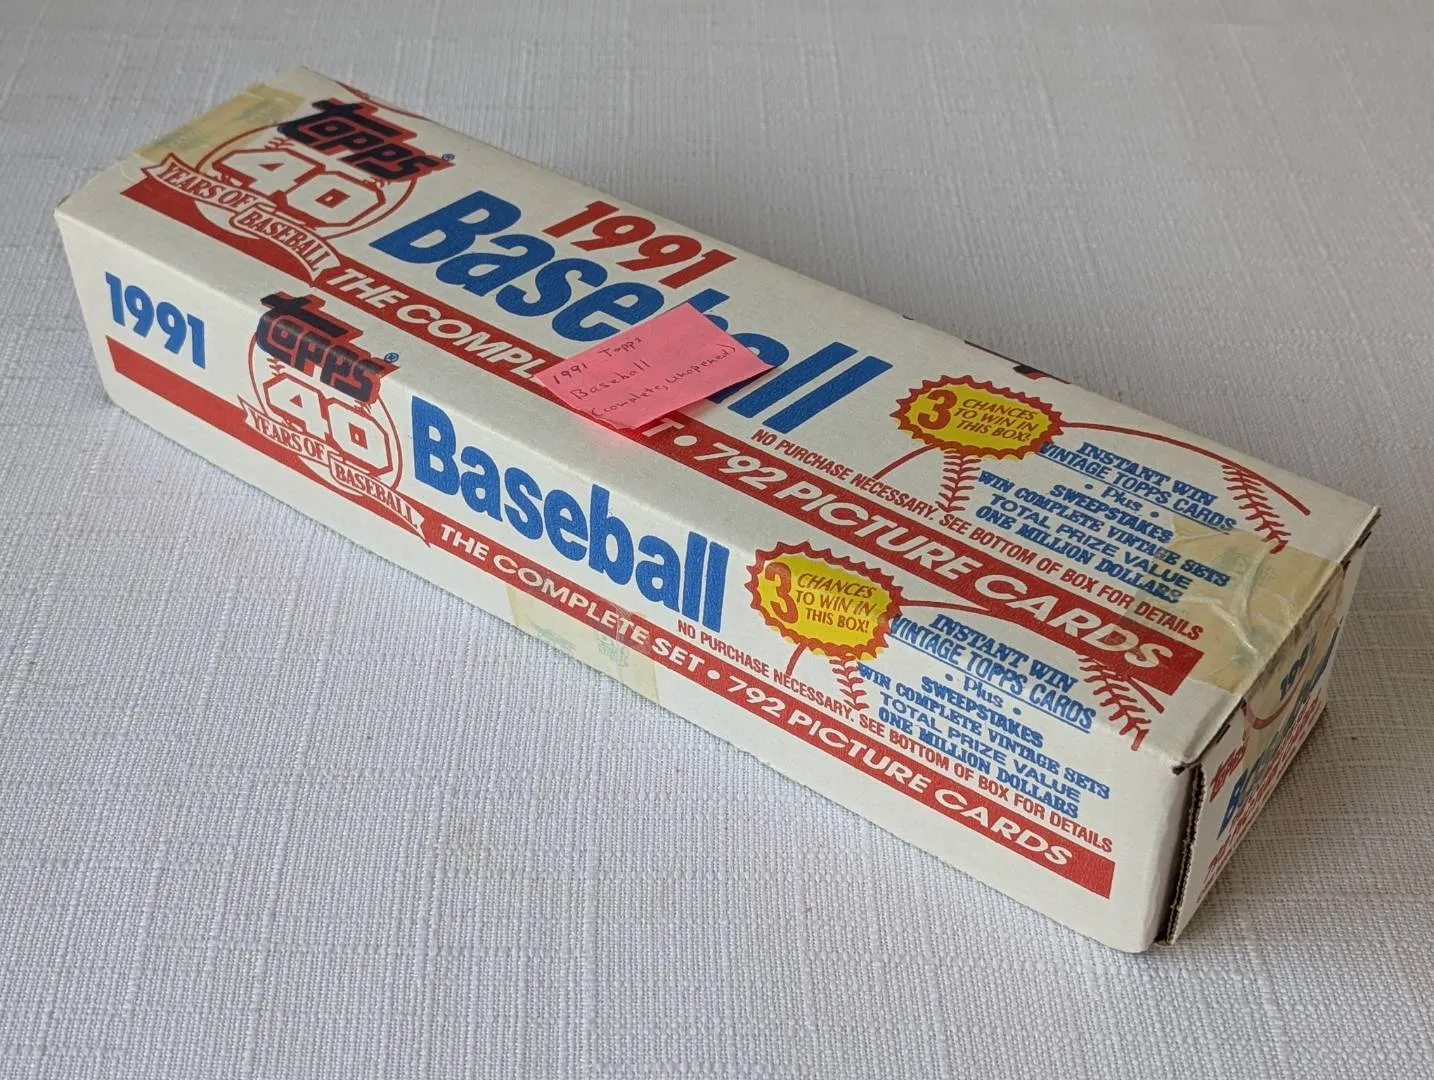 Topps®
40
YEARS OF
BASEBALL
1991
Baseball
THE COMPL
T • 792 PICTURE CARDS
1991 Topps
Baseball
(complete, unopened)
3 CHANCES
TO WIN IN
THIS BOX!
NO PURCHASE NECESSARY. SEE BOTTOM OF BOX FOR DETAILS
INSTANT WIN
VINTAGE TOPPS CARDS
• Plus •
SWEEPSTAKES
WIN COMPLETE VINTAGE SETS
TOTAL PRIZE VALUE
ONE MILLION DOLLARS
1991
Topps®
40
YEARS OF
BASEBALL
Baseball
THE COMPLETE SET • 792 PICTURE CARDS
3 CHANCES
TO WIN IN
THIS BOX!
NO PURCHASE NECESSARY. SEE BOTTOM OF BOX FOR DETAILS
INSTANT WIN
VINTAGE TOPPS CARDS
• Plus •
SWEEPSTAKES
WIN COMPLETE VINTAGE SETS
TOTAL PRIZE VALUE
ONE MILLION DOLLARS
Topps